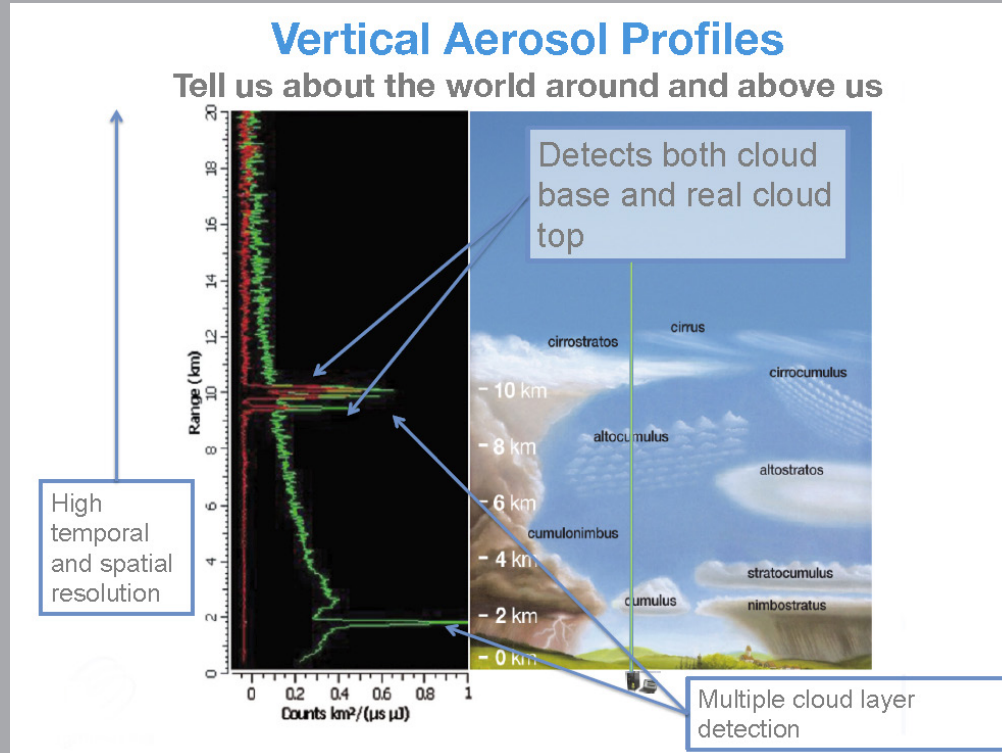 Vertical Aerosol Profiles
Tell us about the world around and above us
Detects both cloud
base and real cloud
top
High
temporal
and spatial
resolution
Range (km)
20
18
16
14
12
10
8
6
4
2
0
0
0.2
0.4
0.6
0.8
1
Counts km²/(µs µJ)
cirrus
cirrostratos
cirrocumulus
- 10 km
altocumulus
- 8 km
altostratos
- 6 km
cumulonimbus
- 4 km
stratocumulus
cumulus
nimbostratus
- 2 km
- 0 km
Multiple cloud layer
detection